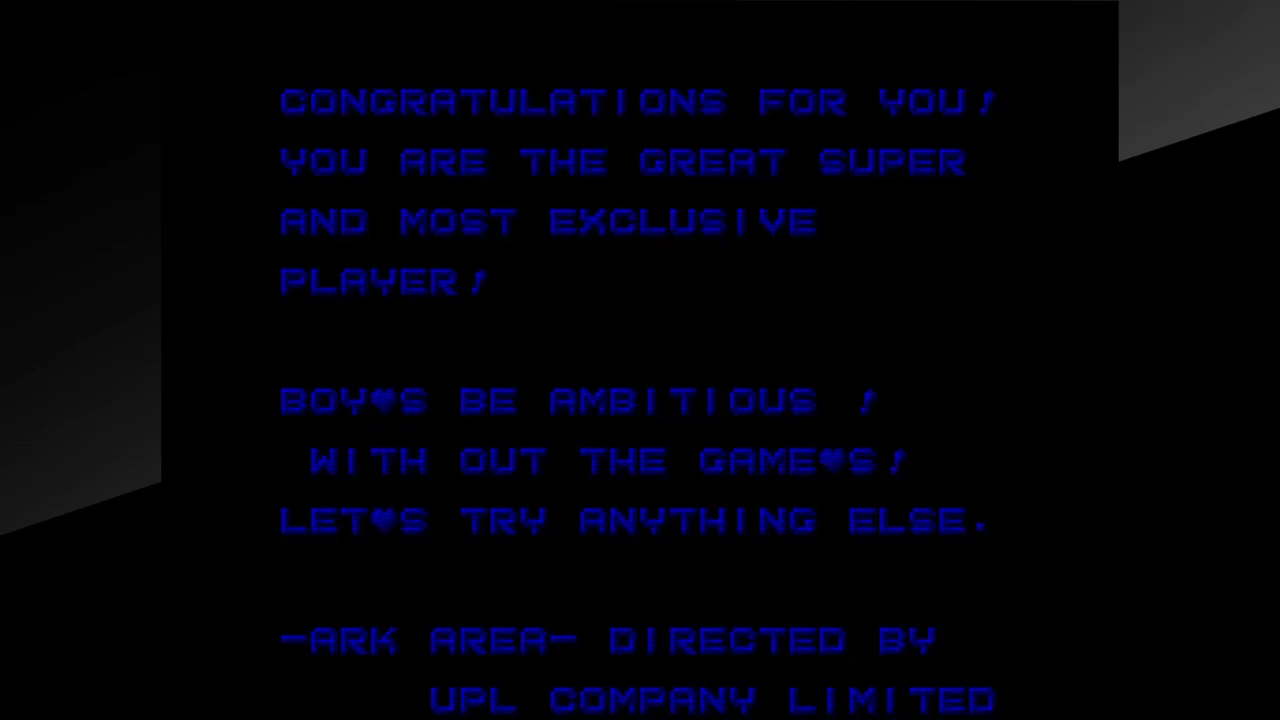 CONGRATULATIONS FOR YOU!
YOU ARE THE GREAT SUPER
AND MOST EXCLUSIVE
PLAYER!
BOY♥S BE AMBITIOUS !
WITH OUT THE GAME♥S!
LET♥S TRY ANYTHING ELSE.
-ARK AREA- DIRECTED BY
UPL COMPANY LIMITED